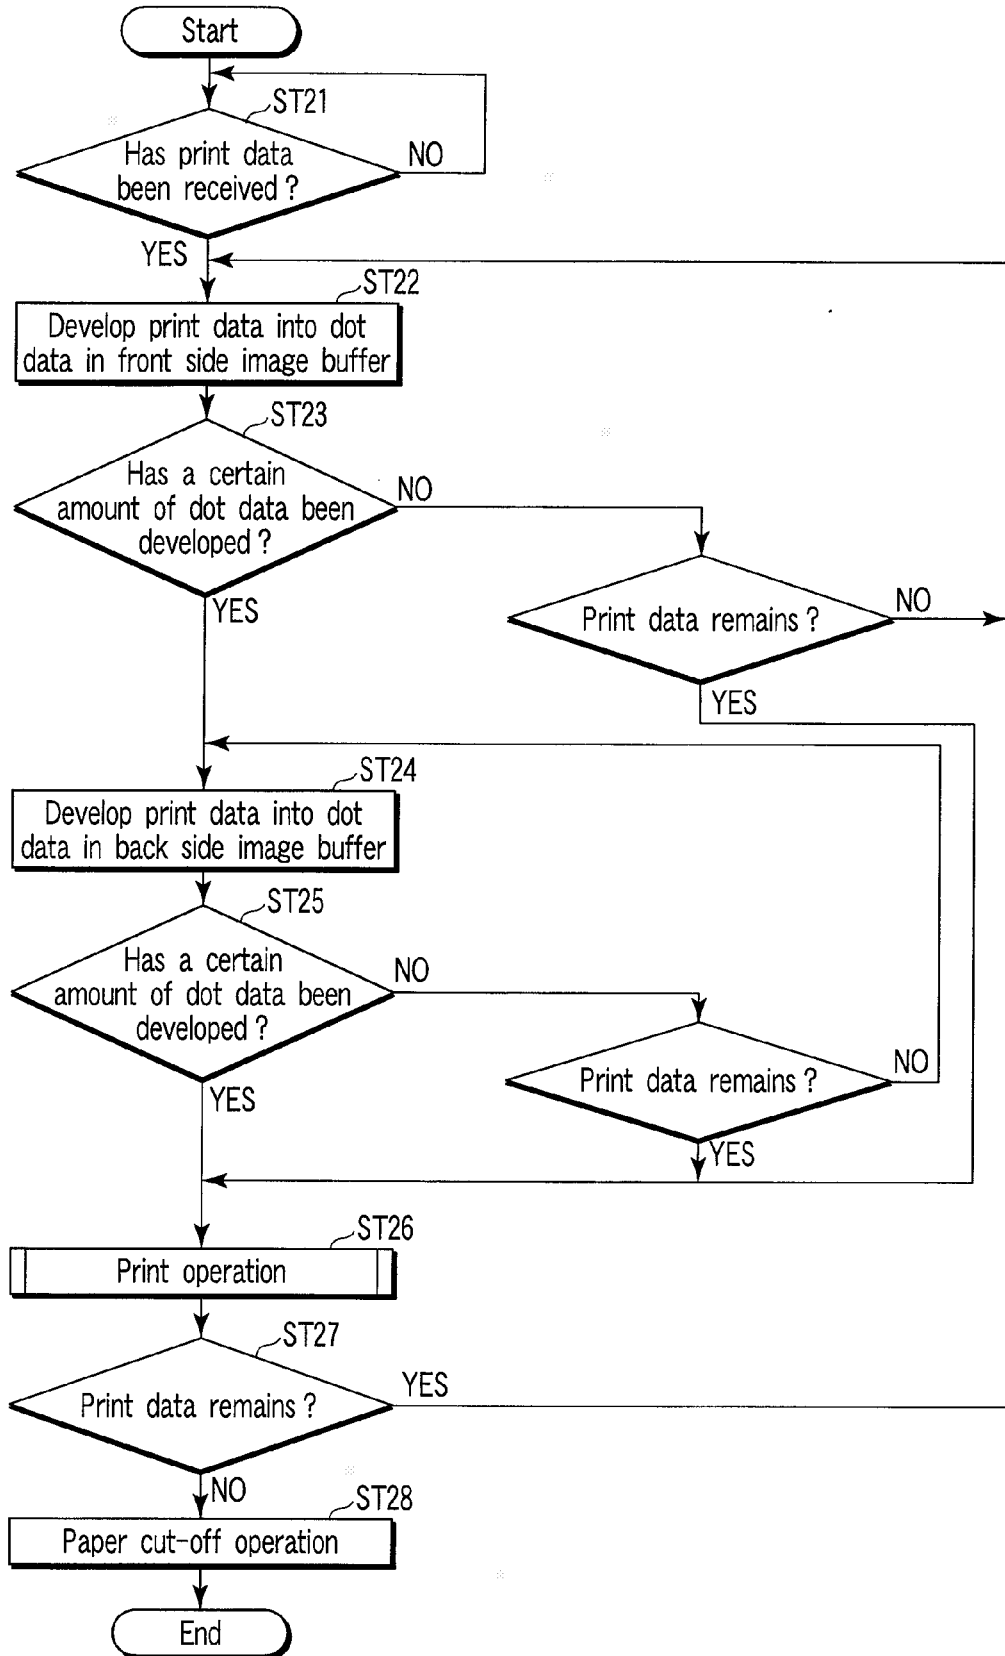 Start
ST21
Has print data
been received ?
NO
YES
ST22
Develop print data into dot
data in front side image buffer
ST23
Has a certain
amount of dot data been
developed ?
NO
YES
Print data remains ?
NO
YES
ST24
Develop print data into dot
data in back side image buffer
ST25
Has a certain
amount of dot data been
developed ?
NO
YES
Print data remains ?
NO
YES
ST26
Print operation
ST27
Print data remains ?
YES
NO
ST28
Paper cut-off operation
End